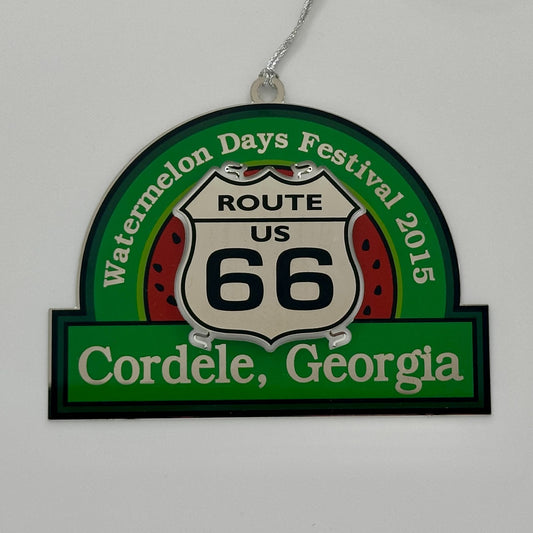 Watermelon Days Festival 2015
ROUTE
US
66
Cordele, Georgia